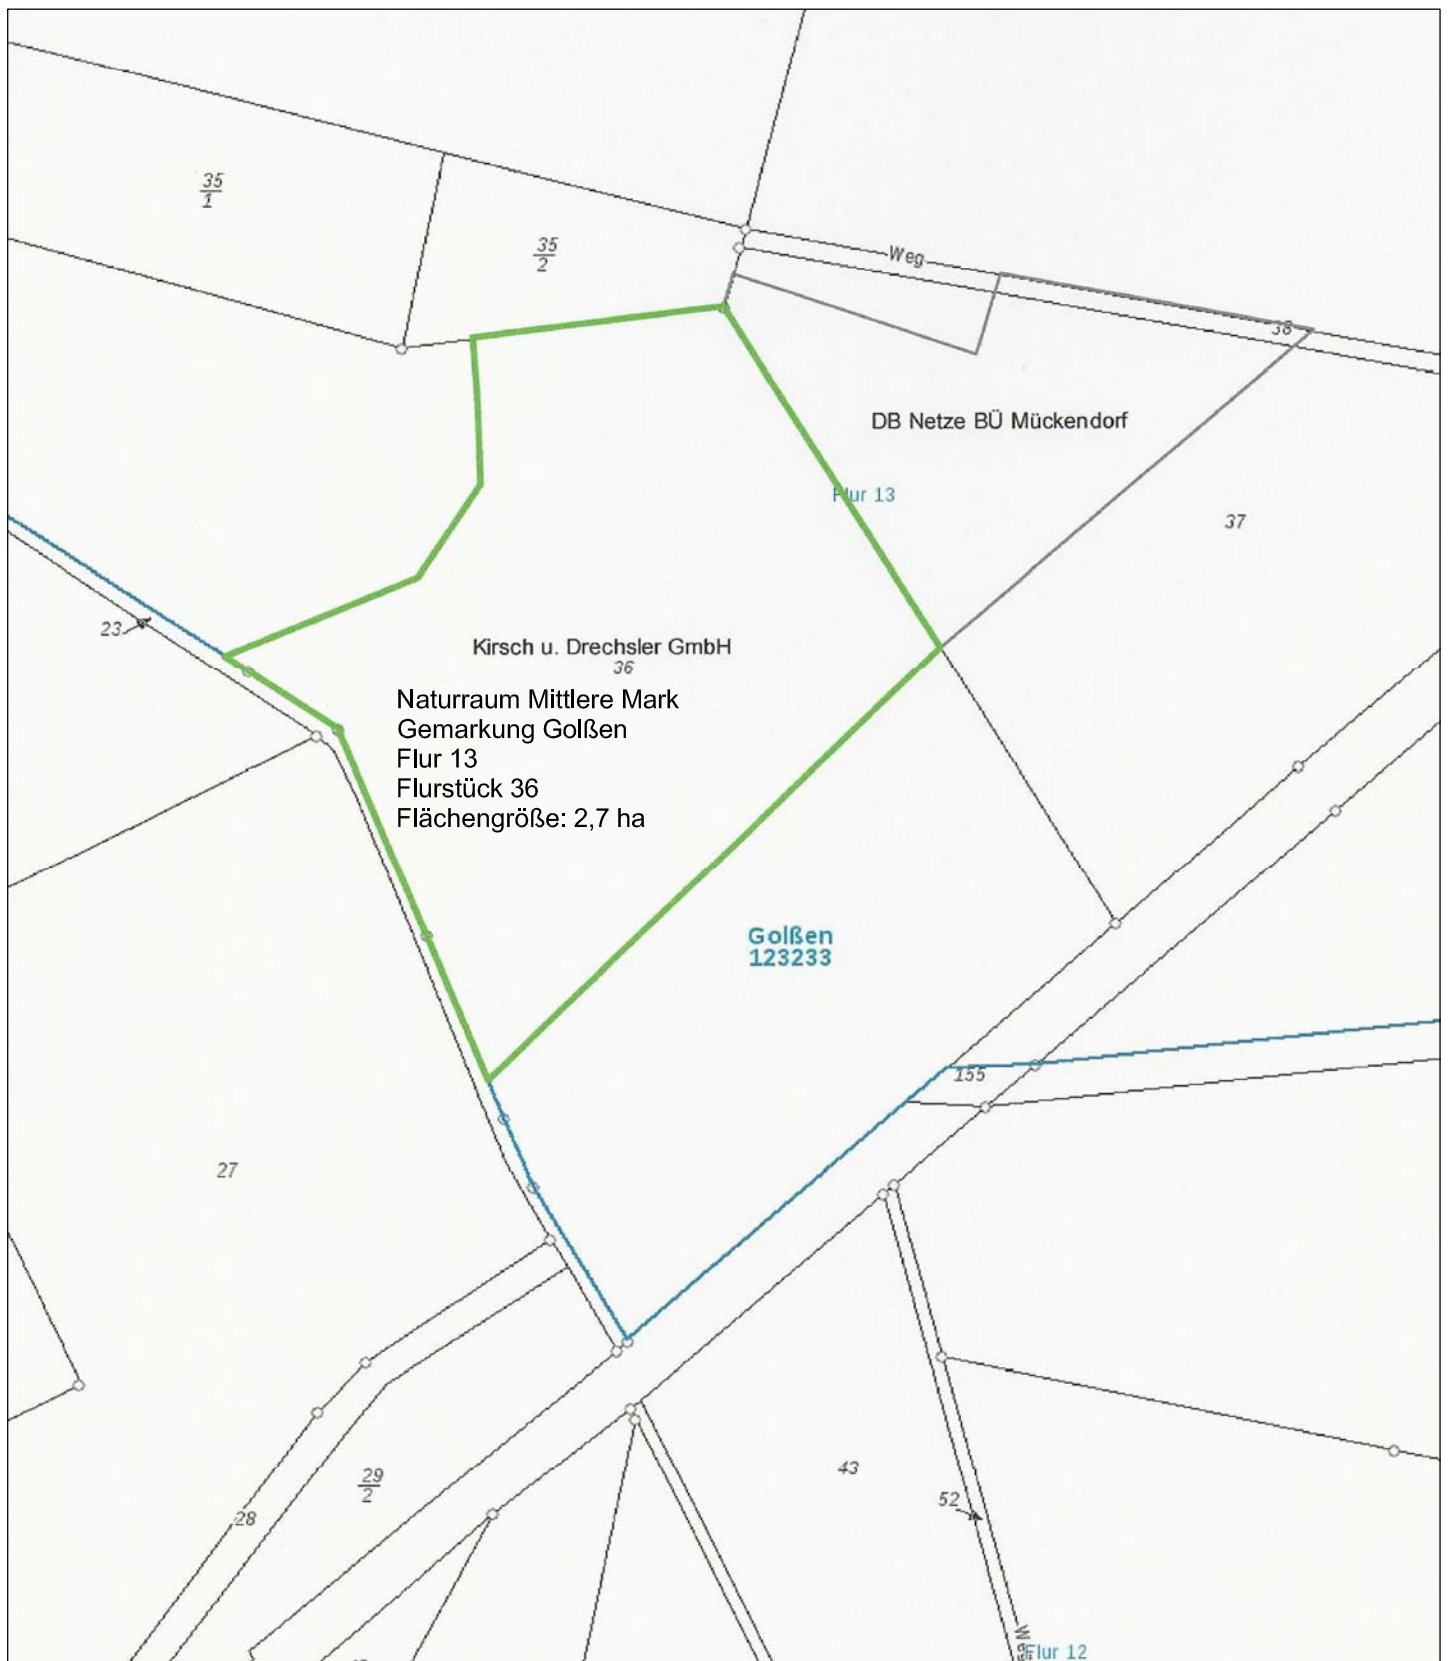 35
1
35
2
Weg
38
DB Netze BÜ Mückendorf
Flur 13
37
23
Kirsch u. Drechsler GmbH
36
Naturraum Mittlere Mark
Gemarkung Golßen
Flur 13
Flurstück 36
Flächengröße: 2,7 ha
Golßen
123233
155
27
43
29
2
52
28
Flur 12